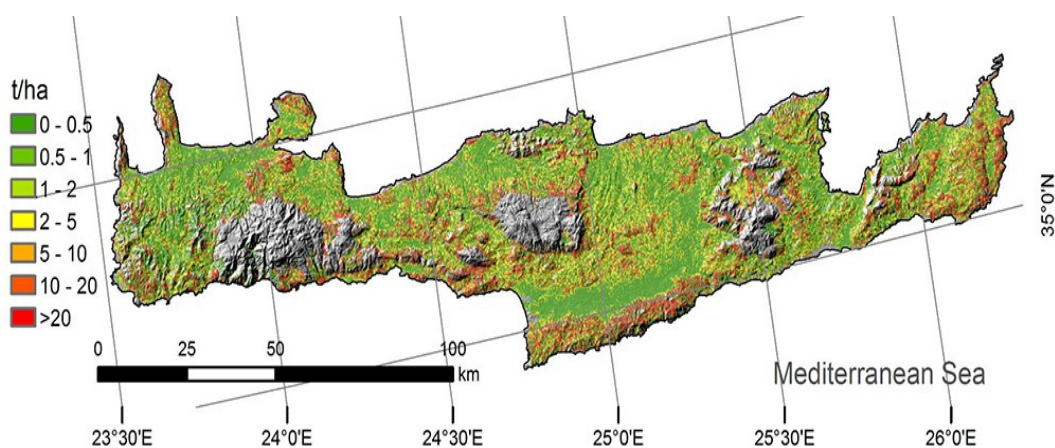 t/ha
0 - 0.5
0.5 - 1
1 - 2
2 - 5
5 - 10
10 - 20
>20
35°0'N
0 25 50 100
km
Mediterranean Sea
23°30'E 24°0'E 24°30'E 25°0'E 25°30'E 26°0'E